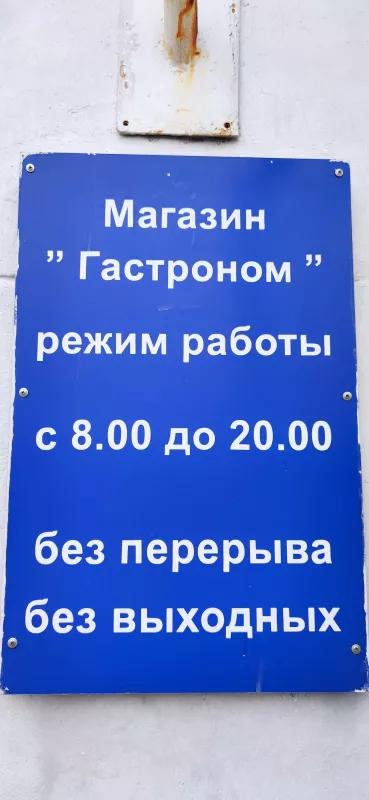 Магазин
” Гастроном ”
режим работы
с 8.00 до 20.00
без перерыва
без выходных